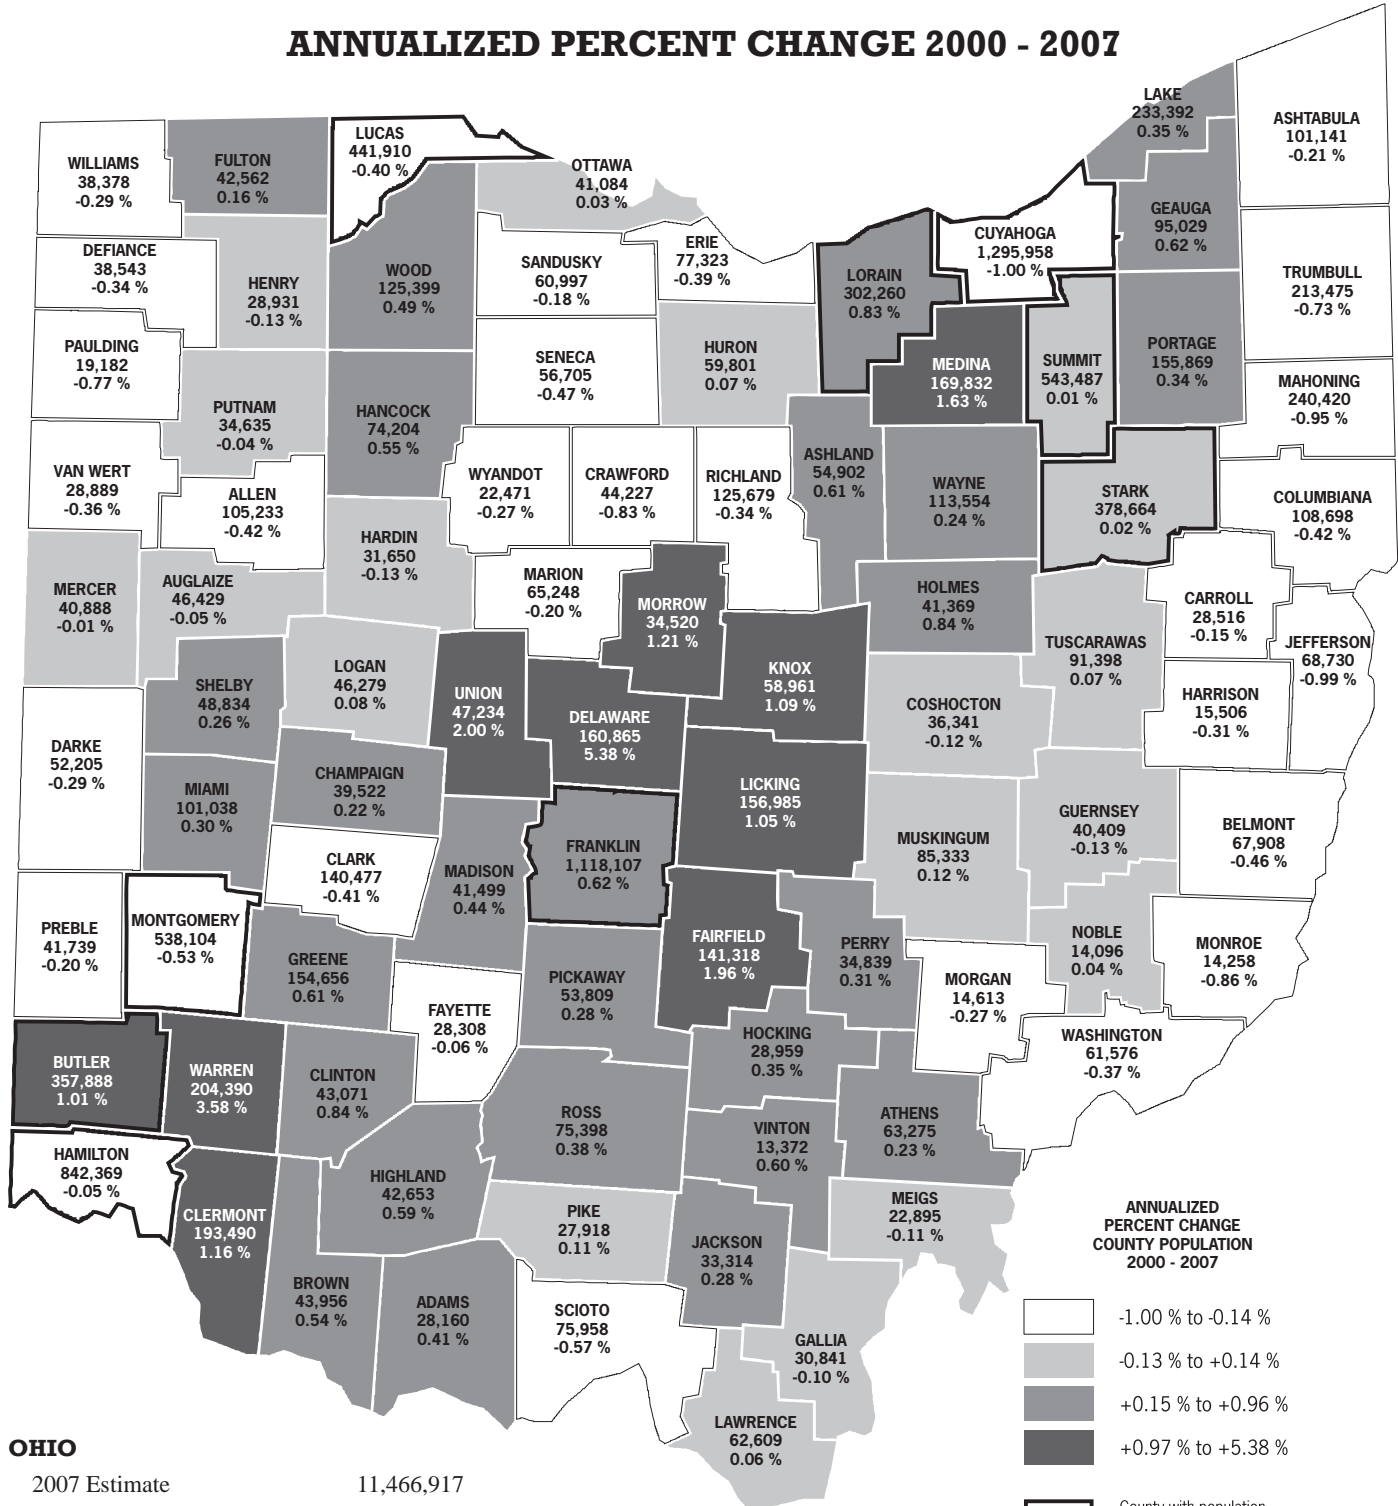 ANNUALIZED PERCENT CHANGE 2000 - 2007
LAKE
233,392
0.35 %
ASHTABULA
101,141
-0.21 %
WILLIAMS
38,378
-0.29 %
FULTON
42,562
0.16 %
LUCAS
441,910
-0.40 %
OTTAWA
41,084
0.03 %
GEAUGA
95,029
0.62 %
CUYAHOGA
1,295,958
-1.00 %
DEFIANCE
38,543
-0.34 %
HENRY
28,931
-0.13 %
WOOD
125,399
0.49 %
SANDUSKY
60,997
-0.18 %
ERIE
77,323
-0.39 %
LORAIN
302,260
0.83 %
TRUMBULL
213,475
-0.73 %
PAULDING
19,182
-0.77 %
SENECA
56,705
-0.47 %
HURON
59,801
0.07 %
MEDINA
169,832
1.63 %
SUMMIT
543,487
0.01 %
PORTAGE
155,869
0.34 %
MAHONING
240,420
-0.95 %
PUTNAM
34,635
-0.04 %
HANCOCK
74,204
0.55 %
VAN WERT
28,889
-0.36 %
ALLEN
105,233
-0.42 %
WYANDOT
22,471
-0.27 %
CRAWFORD
44,227
-0.83 %
RICHLAND
125,679
-0.34 %
ASHLAND
54,902
0.61 %
WAYNE
113,554
0.24 %
STARK
378,664
0.02 %
COLUMBIANA
108,698
-0.42 %
HARDIN
31,650
-0.13 %
MERCER
40,888
-0.01 %
AUGLAIZE
46,429
-0.05 %
MARION
65,248
-0.20 %
MORROW
34,520
1.21 %
HOLMES
41,369
0.84 %
CARROLL
28,516
-0.15 %
TUSCARAWAS
91,398
0.07 %
JEFFERSON
68,730
-0.99 %
SHELBY
48,834
0.26 %
LOGAN
46,279
0.08 %
UNION
47,234
2.00 %
DELAWARE
160,865
5.38 %
KNOX
58,961
1.09 %
COSHOCTON
36,341
-0.12 %
HARRISON
15,506
-0.31 %
DARKE
52,205
-0.29 %
MIAMI
101,038
0.30 %
CHAMPAIGN
39,522
0.22 %
LICKING
156,985
1.05 %
MUSKINGUM
85,333
0.12 %
GUERNSEY
40,409
-0.13 %
BELMONT
67,908
-0.46 %
CLARK
140,477
-0.41 %
MADISON
41,499
0.44 %
FRANKLIN
1,118,107
0.62 %
PREBLE
41,739
-0.20 %
MONTGOMERY
538,104
-0.53 %
GREENE
154,656
0.61 %
FAYETTE
28,308
-0.06 %
PICKAWAY
53,809
0.28 %
FAIRFIELD
141,318
1.96 %
PERRY
34,839
0.31 %
MORGAN
14,613
-0.27 %
NOBLE
14,096
0.04 %
MONROE
14,258
-0.86 %
BUTLER
357,888
1.01 %
WARREN
204,390
3.58 %
CLINTON
43,071
0.84 %
HOCKING
28,959
0.35 %
WASHINGTON
61,576
-0.37 %
ROSS
75,398
0.38 %
VINTON
13,372
0.60 %
ATHENS
63,275
0.23 %
HAMILTON
842,369
-0.05 %
CLERMONT
193,490
1.16 %
HIGHLAND
42,653
0.59 %
PIKE
27,918
0.11 %
JACKSON
33,314
0.28 %
MEIGS
22,895
-0.11 %
BROWN
43,956
0.54 %
ADAMS
28,160
0.41 %
SCIOTO
75,958
-0.57 %
GALLIA
30,841
-0.10 %
LAWRENCE
62,609
0.06 %
ANNUALIZED
PERCENT CHANGE
COUNTY POPULATION
2000 - 2007
-1.00 % to -0.14 %
-0.13 % to +0.14 %
+0.15 % to +0.96 %
+0.97 % to +5.38 %
County with population
OHIO
2007 Estimate 11,466,917